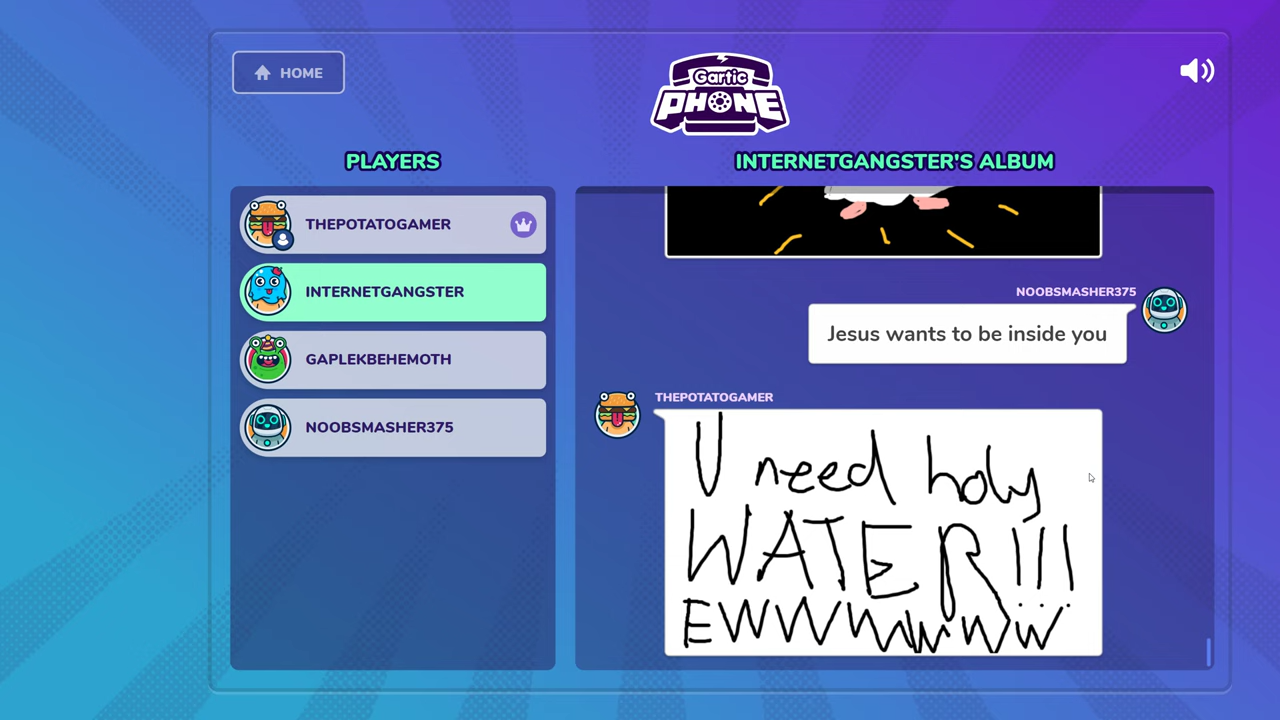 HOME
Gartic
PHONE
PLAYERS
THEPOTATOGAMER
INTERNETGANGSTER
GAPLEKBEHEMOTH
NOOBSMASHER375
INTERNETGANGSTER'S ALBUM
NOOBSMASHER375
Jesus wants to be inside you
THEPOTATOGAMER
U need holy
WATER!!!
EWWWWWWW